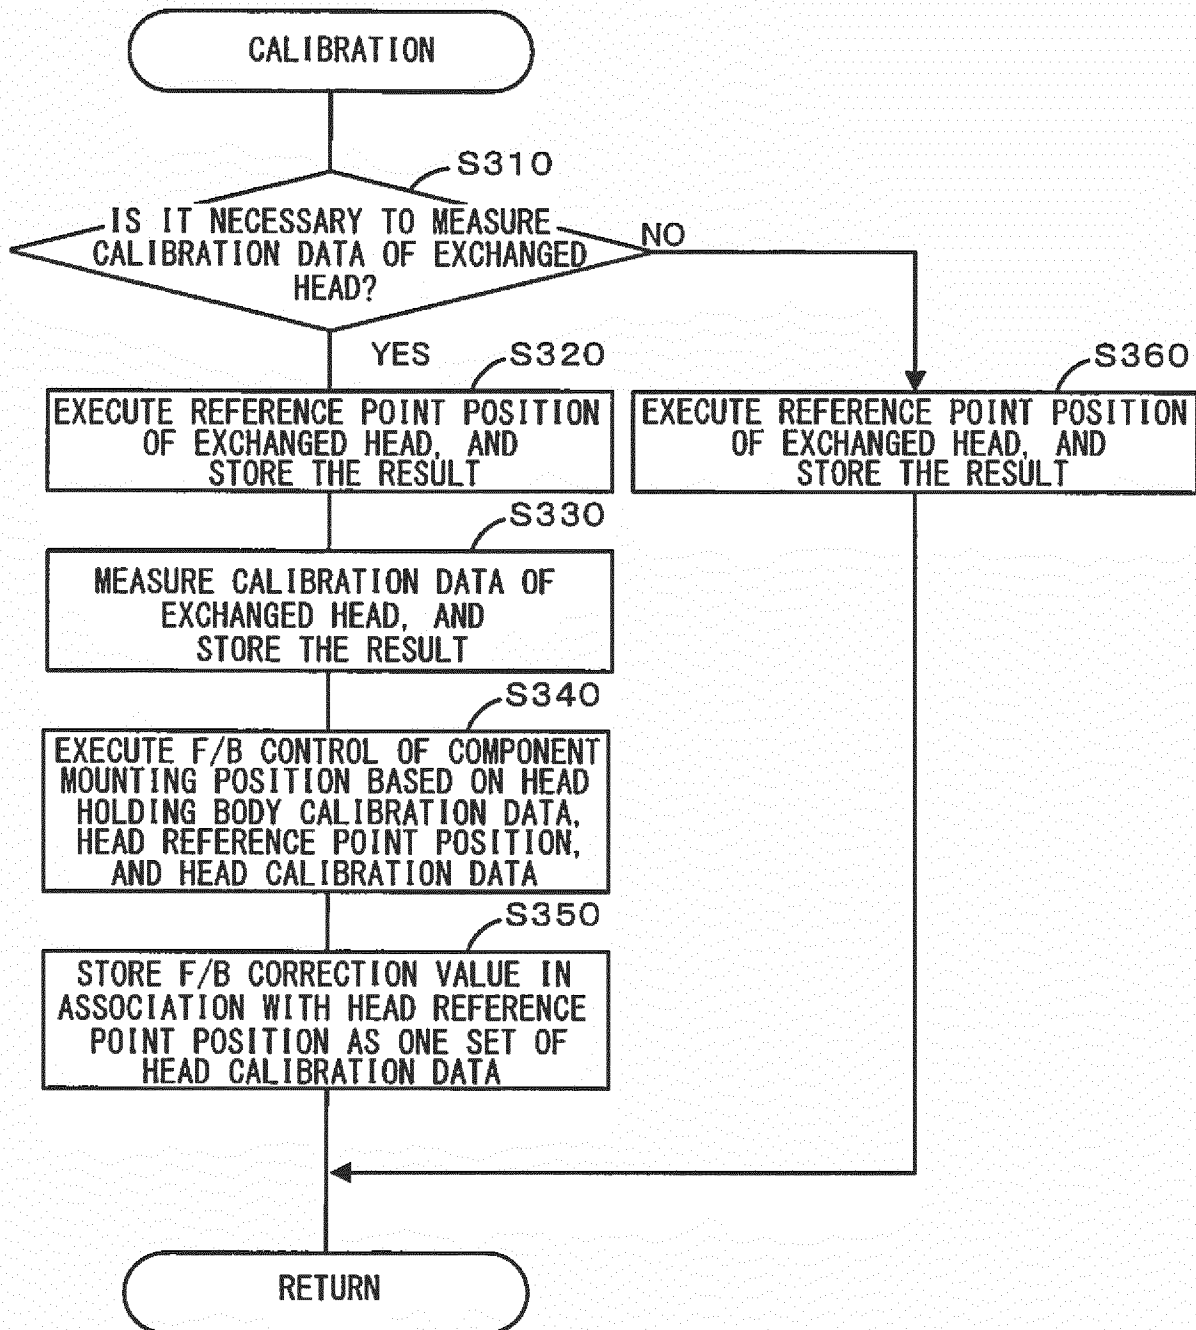 CALIBRATION
S310
IS IT NECESSARY TO MEASURE
CALIBRATION DATA OF EXCHANGED
HEAD?
NO
YES
S320
EXECUTE REFERENCE POINT POSITION
OF EXCHANGED HEAD, AND
STORE THE RESULT
S360
EXECUTE REFERENCE POINT POSITION
OF EXCHANGED HEAD, AND
STORE THE RESULT
S330
MEASURE CALIBRATION DATA OF
EXCHANGED HEAD, AND
STORE THE RESULT
S340
EXECUTE F/B CONTROL OF COMPONENT
MOUNTING POSITION BASED ON HEAD
HOLDING BODY CALIBRATION DATA,
HEAD REFERENCE POINT POSITION,
AND HEAD CALIBRATION DATA
S350
STORE F/B CORRECTION VALUE IN
ASSOCIATION WITH HEAD REFERENCE
POINT POSITION AS ONE SET OF
HEAD CALIBRATION DATA
RETURN